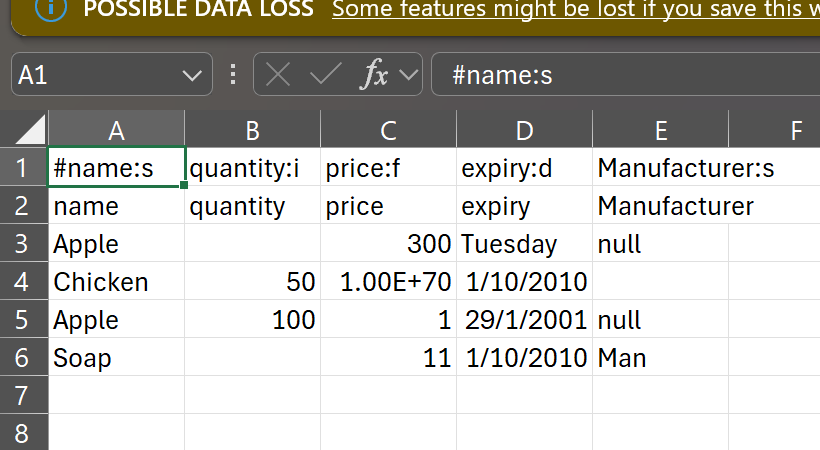 POSSIBLE DATA LOSS Some features might be lost if you save this
A1 fx #name:s
A B C D E F
1 #name:s quantity:i price:f expiry:d Manufacturer:s
2 name quantity price expiry Manufacturer
3 Apple 300 Tuesday null
4 Chicken 50 1.00E+70 1/10/2010
5 Apple 100 1 29/1/2001 null
6 Soap 11 1/10/2010 Man
7
8